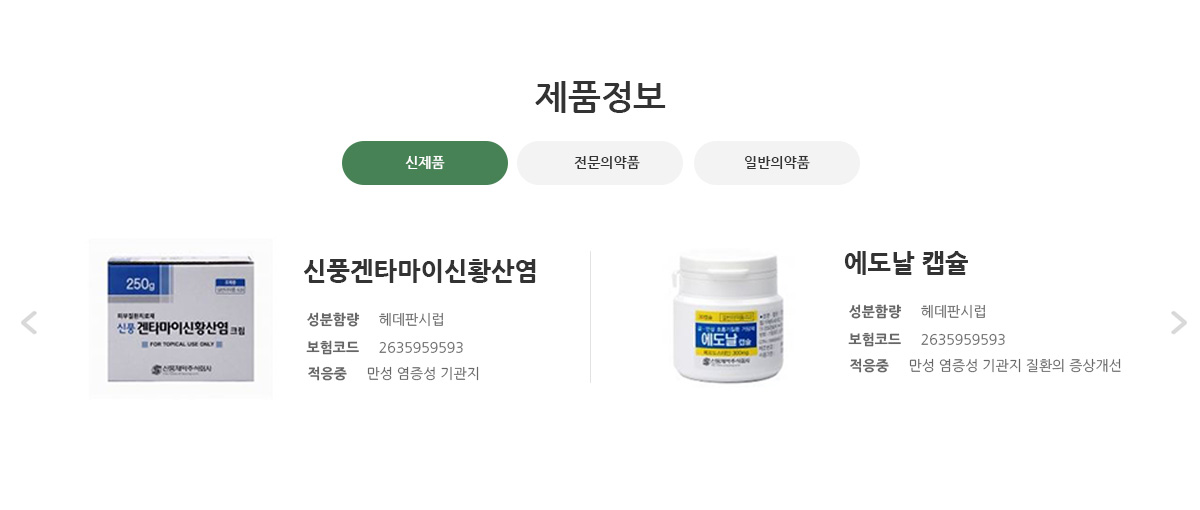 제품정보
신제품
전문의약품
일반의약품
250g
피부질환치료제
신풍 겐타마이신황산염 크림
FOR TOPICAL USE ONLY
신풍제약주식회사
신풍겐타마이신황산염
성분함량 헤데판시럽
보험코드 2635959593
적응중 만성 염증성 기관지
에도날 캡슐
신풍제약주식회사
에도날 캡슐
성분함량 헤데판시럽
보험코드 2635959593
적응중 만성 염증성 기관지 질환의 증상개선